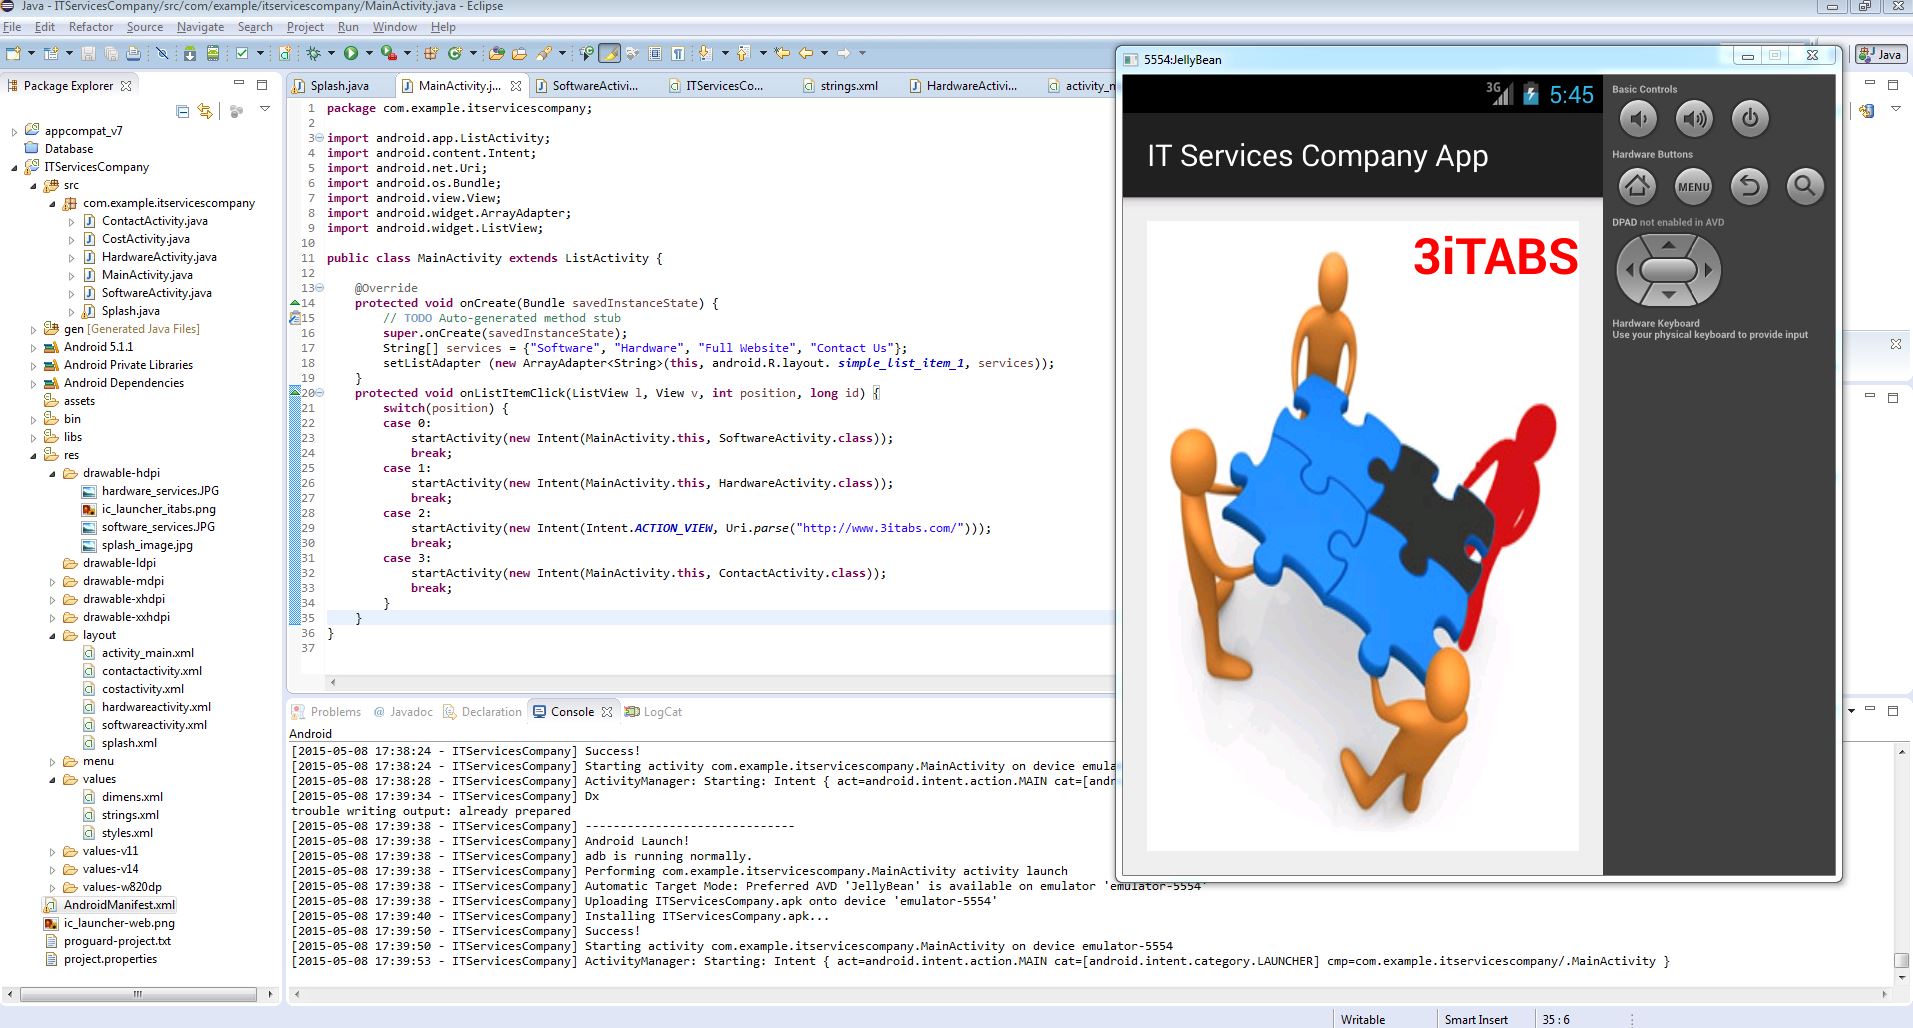 Java - ITServicesCompany/src/com/example/itservicescompany/MainActivity.java - Eclipse
File Edit Refactor Source Navigate Search Project Run Window Help
Java
Package Explorer
appcompat_v7
Database
ITServicesCompany
src
com.example.itservicescompany
ContactActivity.java
CostActivity.java
HardwareActivity.java
MainActivity.java
SoftwareActivity.java
Splash.java
gen [Generated Java Files]
Android 5.1.1
Android Private Libraries
Android Dependencies
assets
bin
libs
res
drawable-hdpi
hardware_services.JPG
ic_launcher_itabs.png
software_services.JPG
splash_image.jpg
drawable-ldpi
drawable-mdpi
drawable-xhdpi
drawable-xxhdpi
layout
activity_main.xml
contactactivity.xml
costactivity.xml
hardwareactivity.xml
softwareactivity.xml
splash.xml
menu
values
dimens.xml
strings.xml
styles.xml
values-v11
values-v14
values-w820dp
AndroidManifest.xml
ic_launcher-web.png
proguard-project.txt
project.properties
Splash.java MainActivity.j... SoftwareActivi... ITServicesCo... strings.xml HardwareActivi... activity_m
1 package com.example.itservicescompany;
2
3 import android.app.ListActivity;
4 import android.content.Intent;
5 import android.net.Uri;
6 import android.os.Bundle;
7 import android.view.View;
8 import android.widget.ArrayAdapter;
9 import android.widget.ListView;
10
11 public class MainActivity extends ListActivity {
12
13 @Override
14 protected void onCreate(Bundle savedInstanceState) {
15 // TODO Auto-generated method stub
16 super.onCreate(savedInstanceState);
17 String[] services = {"Software", "Hardware", "Full Website", "Contact Us"};
18 setListAdapter (new ArrayAdapter<String>(this, android.R.layout. simple_list_item_1, services));
19 }
20 protected void onListItemClick(ListView l, View v, int position, long id) {
21 switch(position) {
22 case 0:
23 startActivity(new Intent(MainActivity.this, SoftwareActivity.class));
24 break;
25 case 1:
26 startActivity(new Intent(MainActivity.this, HardwareActivity.class));
27 break;
28 case 2:
29 startActivity(new Intent(Intent.ACTION_VIEW, Uri.parse("http://www.3itabs.com/")));
30 break;
31 case 3:
32 startActivity(new Intent(MainActivity.this, ContactActivity.class));
33 break;
34 }
35 }
36 }
37
5554:JellyBean
3G 5:45
IT Services Company App
3iTABS
Basic Controls
Hardware Buttons
MENU
DPAD not enabled in AVD
Hardware Keyboard
Use your physical keyboard to provide input
Problems @ Javadoc Declaration Console LogCat
Android
[2015-05-08 17:38:24 - ITServicesCompany] Success!
[2015-05-08 17:38:24 - ITServicesCompany] Starting activity com.example.itservicescompany.MainActivity on device emula
[2015-05-08 17:38:28 - ITServicesCompany] ActivityManager: Starting: Intent { act=android.intent.action.MAIN cat=[andr
[2015-05-08 17:39:34 - ITServicesCompany] Dx
trouble writing output: already prepared
[2015-05-08 17:39:38 - ITServicesCompany] ------------------------------
[2015-05-08 17:39:38 - ITServicesCompany] Android Launch!
[2015-05-08 17:39:38 - ITServicesCompany] adb is running normally.
[2015-05-08 17:39:38 - ITServicesCompany] Performing com.example.itservicescompany.MainActivity activity launch
[2015-05-08 17:39:38 - ITServicesCompany] Automatic Target Mode: Preferred AVD 'JellyBean' is available on emulator 'emulator-5554'
[2015-05-08 17:39:38 - ITServicesCompany] Uploading ITServicesCompany.apk onto device 'emulator-5554'
[2015-05-08 17:39:40 - ITServicesCompany] Installing ITServicesCompany.apk...
[2015-05-08 17:39:50 - ITServicesCompany] Success!
[2015-05-08 17:39:50 - ITServicesCompany] Starting activity com.example.itservicescompany.MainActivity on device emulator-5554
[2015-05-08 17:39:53 - ITServicesCompany] ActivityManager: Starting: Intent { act=android.intent.action.MAIN cat=[android.intent.category.LAUNCHER] cmp=com.example.itservicescompany/.MainActivity }
Writable Smart Insert 35 : 6